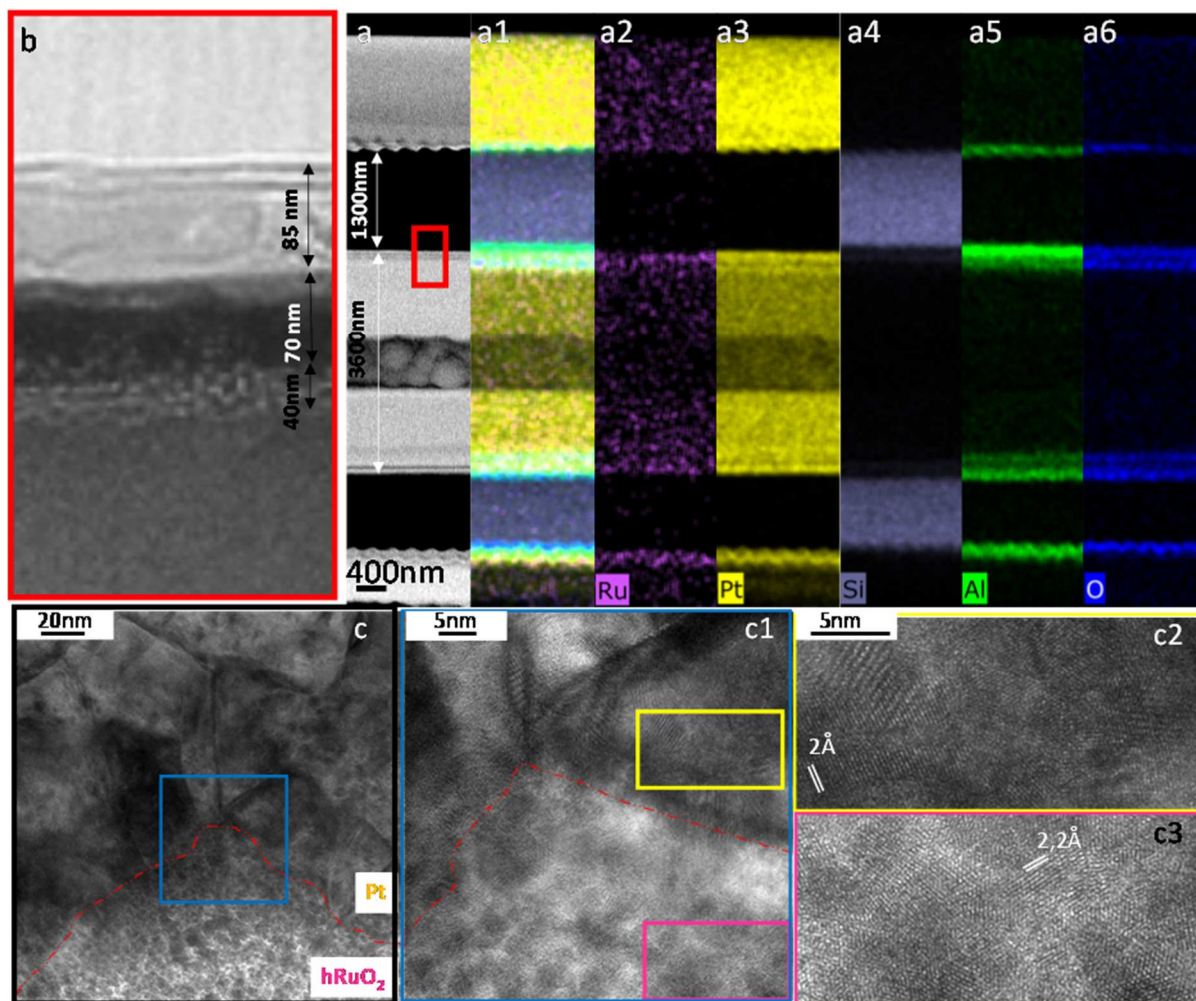 b
85 nm
70 nm
40nm
a
a1
a2
a3
a4
a5
a6
1300nm
3600nm
400nm
Ru
Pt
Si
Al
O
20nm
c
Pt
hRuO₂
5nm
c1
5nm
c2
2Å
c3
2,2Å